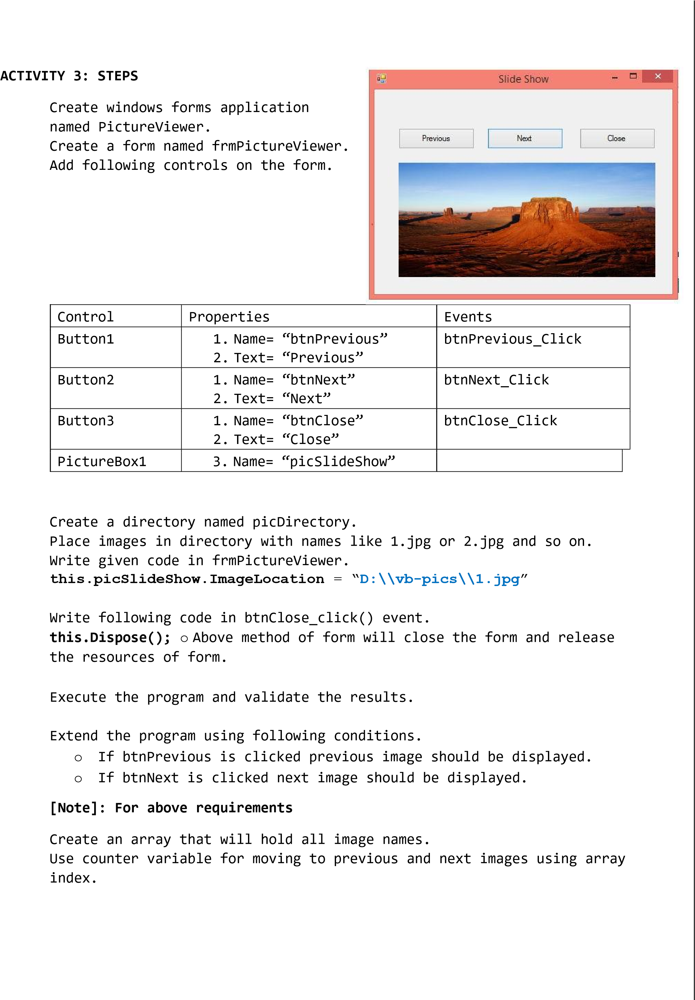 ACTIVITY 3: STEPS
Create windows forms application
named PictureViewer.
Create a form named frmPictureViewer.
Add following controls on the form.
Slide Show
Previous Next Close
Control Properties Events
Button1 1. Name= “btnPrevious” btnPrevious_Click
2. Text= “Previous”
Button2 1. Name= “btnNext” btnNext_Click
2. Text= “Next”
Button3 1. Name= “btnClose” btnClose_Click
2. Text= “Close”
PictureBox1 3. Name= “picSlideShow”
Create a directory named picDirectory.
Place images in directory with names like 1.jpg or 2.jpg and so on.
Write given code in frmPictureViewer.
this.picSlideShow.ImageLocation = “D:\\vb-pics\\1.jpg”
Write following code in btnClose_click() event.
this.Dispose(); o Above method of form will close the form and release
the resources of form.
Execute the program and validate the results.
Extend the program using following conditions.
o If btnPrevious is clicked previous image should be displayed.
o If btnNext is clicked next image should be displayed.
[Note]: For above requirements
Create an array that will hold all image names.
Use counter variable for moving to previous and next images using array
index.